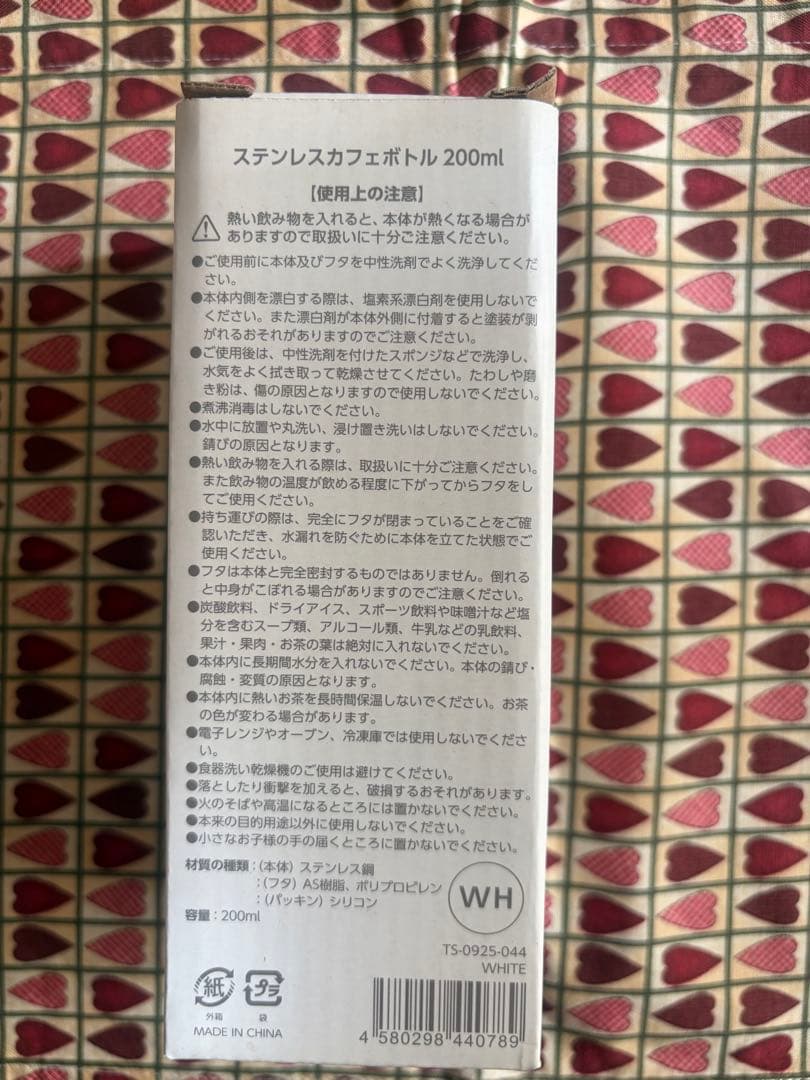 ステンレスカフェボトル 200ml
【使用上の注意】
熱い飲み物を入れると、本体が熱くなる場合が
ありますので取扱いに十分ご注意ください。
●ご使用前に本体及びフタを中性洗剤でよく洗浄してくだ
さい。
●本体内側を漂白する際は、塩素系漂白剤を使用しないで
ください。また漂白剤が本体外側に付着すると塗装が剥
がれるおそれがありますのでご注意ください。
●ご使用後は、中性洗剤を付けたスポンジなどで洗浄し、
水気をよく拭き取って乾燥させてください。たわしや磨
き粉は、傷の原因となりますので使用しないでください。
●煮沸消毒はしないでください。
●水中に放置や丸洗い、浸け置き洗いはしないでください。
錆びの原因となります。
●熱い飲み物を入れる際は、取扱いに十分ご注意ください。
また飲み物の温度が飲める程度に下がってからフタをし
てご使用ください。
●持ち運びの際は、完全にフタが閉まっていることをご確
認いただき、水漏れを防ぐために本体を立てた状態でご
使用ください。
●フタは本体と完全密封するものではありません。倒れる
と中身がこぼれる場合がありますのでご注意ください。
●炭酸飲料、ドライアイス、スポーツ飲料や味噌汁など塩
分を含むスープ類、アルコール類、牛乳などの乳飲料、
果汁・果肉・お茶の葉は絶対に入れないでください。
●本体内に長期間水分を入れないでください。本体の錆び・
腐蝕・変質の原因となります。
●本体内に熱いお茶を長時間保温しないでください。お茶
の色が変わる場合があります。
●電子レンジやオーブン、冷凍庫では使用しないでくださ
い。
●食器洗い乾燥機のご使用は避けてください。
●落としたり衝撃を加えると、破損するおそれがあります。
●火のそばや高温になるところには置かないでください。
●本来の目的用途以外に使用しないでください。
●小さなお子様の手の届くところに置かないでください。
材質の種類：（本体）ステンレス鋼
：（フタ）AS樹脂、ポリプロピレン
：（パッキン）シリコン
容量：200ml
WH
TS-0925-044
WHITE
紙 プラ
外箱 袋
MADE IN CHINA
4 580298 440789